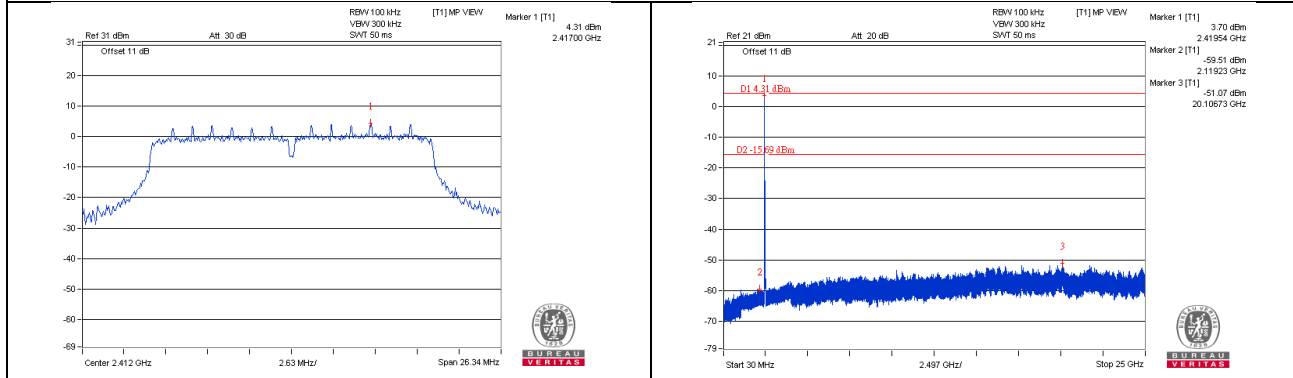 RBW 100 kHz [T1] MP VIEW
VBW 300 kHz
Ref 31 dBm Att 30 dB SWT 50 ms
Marker 1 [T1]
4.31 dBm
2.41700 GHz
31
Offset 11 dB
20
10
0
-10
-20
-30
-40
-50
-60
-69
1
Center 2.412 GHz 2.63 MHz/ Span 26.34 MHz
BUREAU VERITAS
1828
BUREAU
VERITAS
RBW 100 kHz [T1] MP VIEW
VBW 300 kHz
Ref 21 dBm Att 20 dB SWT 50 ms
Marker 1 [T1]
3.70 dBm
2.41954 GHz
Marker 2 [T1]
-59.51 dBm
2.11923 GHz
Marker 3 [T1]
-51.07 dBm
20.10673 GHz
21
Offset 11 dB
10
0
-10
-20
-30
-40
-50
-60
-70
-79
1
D1 4.31 dBm
D2 -15.69 dBm
2
3
Start 30 MHz 2.497 GHz/ Stop 25 GHz
BUREAU VERITAS
1828
BUREAU
VERITAS